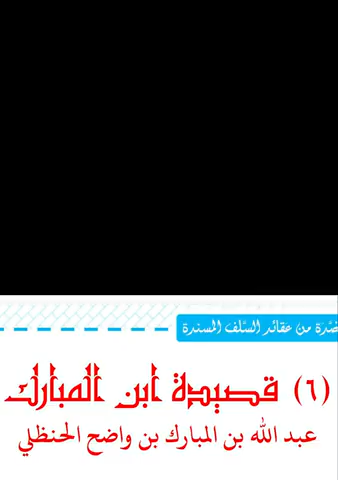 من عقائد السلف المسندة
(٦) قصيدة ابن المبارك
عبد الله بن المبارك بن واضح الحنظلي